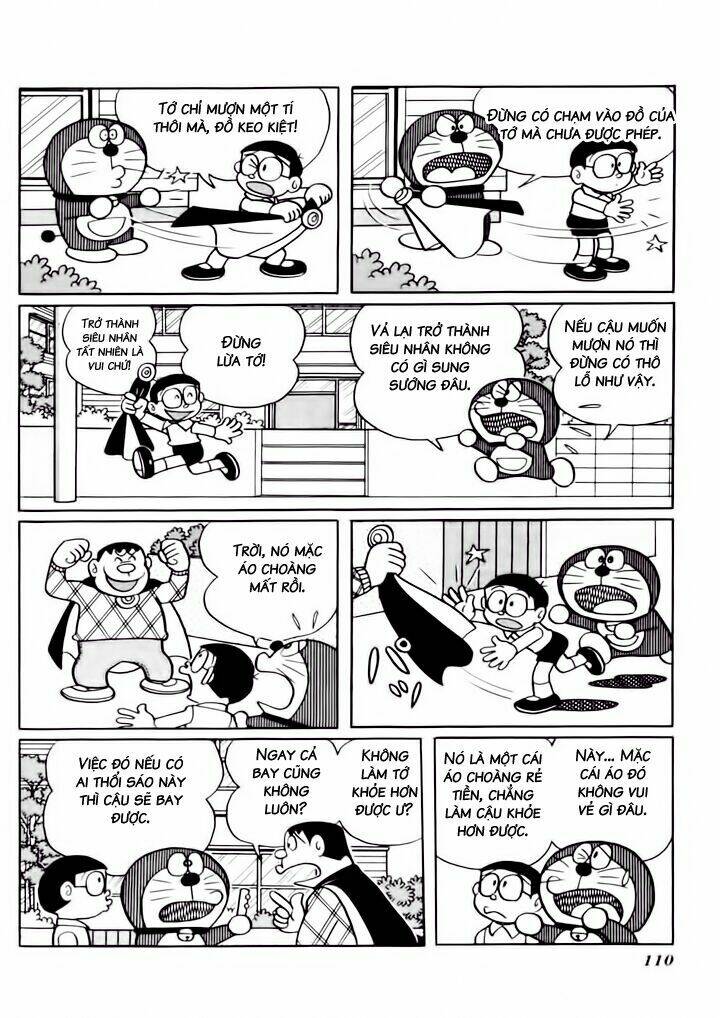 ĐỪNG CÓ CHẠM VÀO ĐỒ CỦA
TỚ MÀ CHƯA ĐƯỢC PHÉP.
TỚ CHỈ MƯỢN MỘT TÍ
THÔI MÀ, ĐỒ KEO KIỆT!
NẾU CẬU MUỐN
MƯỢN NÓ THÌ
ĐỪNG CÓ THÔ
LỖ NHƯ VẬY.
VẢ LẠI TRỞ THÀNH
SIÊU NHÂN KHÔNG
CÓ GÌ SUNG
SƯỚNG ĐÂU.
ĐỪNG
LỪA TỚ!
TRỞ THÀNH
SIÊU NHÂN
TẤT NHIÊN LÀ
VUI CHỨ!
TRỜI, NÓ MẶC
ÁO CHOÀNG
MẤT RỒI.
NÀY... MẶC
CÁI ÁO ĐÓ
KHÔNG VUI
VẺ GÌ ĐÂU.
NÓ LÀ MỘT CÁI
ÁO CHOÀNG RẺ
TIỀN, CHẲNG
LÀM CẬU KHỎE
HƠN ĐƯỢC.
KHÔNG
LÀM TỚ
KHỎE HƠN
ĐƯỢC Ư?
NGAY CẢ
BAY CŨNG
KHÔNG
LUÔN?
VIỆC ĐÓ NẾU CÓ
AI THỔI SÁO NÀY
THÌ CẬU SẼ BAY
ĐƯỢC.
110